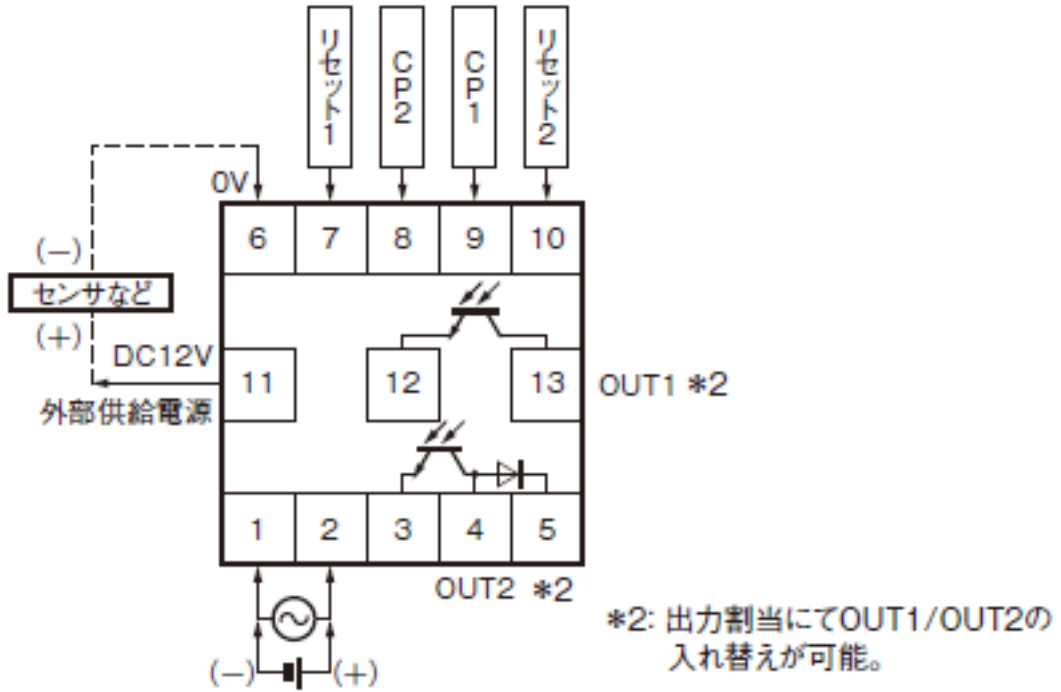 リセット1
CP2
CP1
リセット2
0V
6 7 8 9 10
(−)
センサなど
(+)
DC12V
外部供給電源
11 12 13
OUT1 *2
1 2 3 4 5
OUT2 *2
(−) (+)
*2: 出力割当にてOUT1/OUT2の
入れ替えが可能。